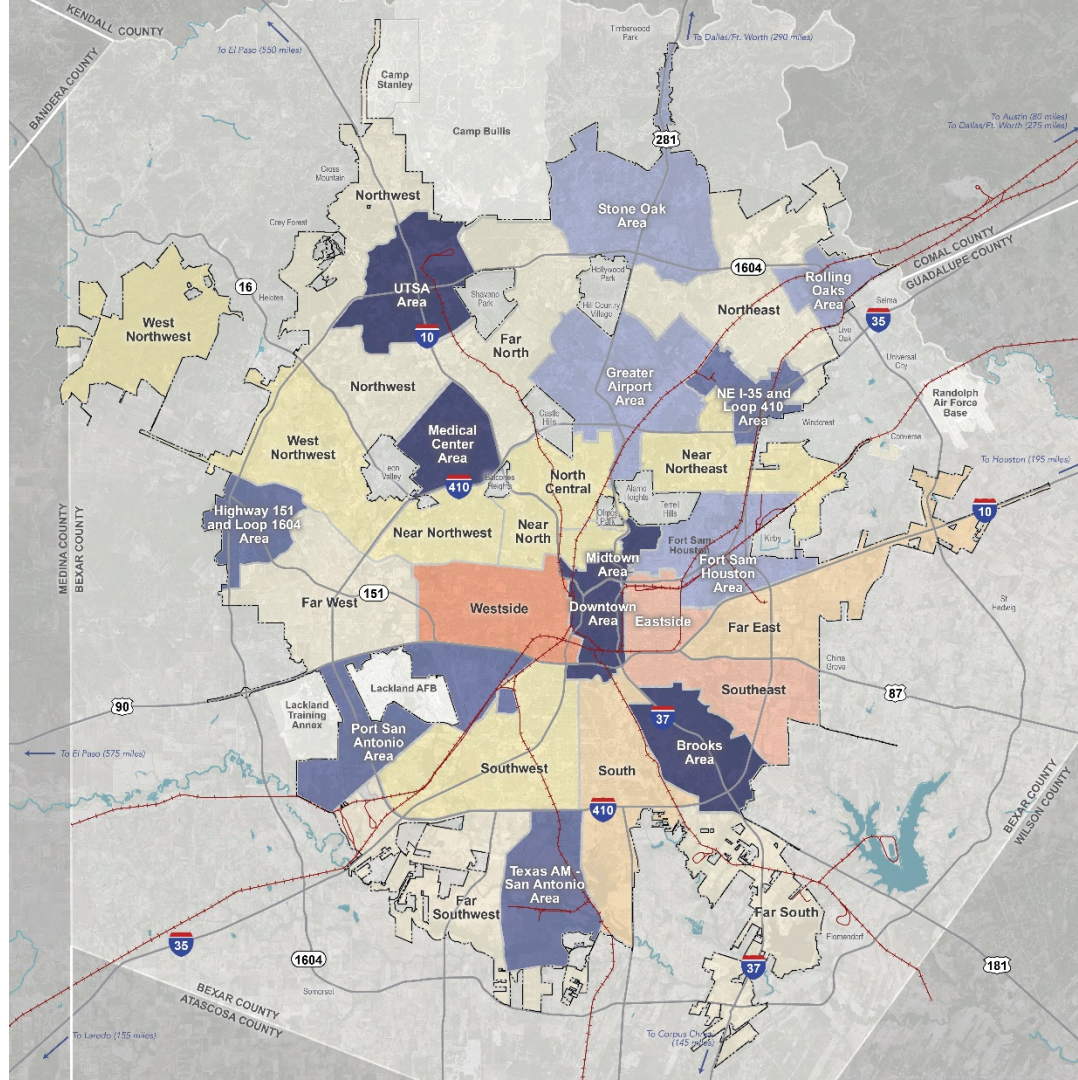 KENDALL COUNTY
BANDERA COUNTY
To El Paso (550 miles)
Timberwood
Park
To Dallas/Ft. Worth (290 miles)
Camp
Stanley
Camp Bullis
281
To Austin (80 miles)
To Dallas/Ft. Worth (275 miles)
Cross
Mountain
Northwest
Grey Forest
Stone Oak
Area
COMAL COUNTY
GUADALUPE COUNTY
1604
Hollywood
Park
Rolling
Oaks
Area
16
Helotes
UTSA
Area
Shavano
Park
Hill Country
Village
Northeast
Selma
35
West
Northwest
10
Far
North
Live
Oak
Universal
City
Northwest
Greater
Airport
Area
NE I-35 and
Loop 410
Area
Randolph
Air Force
Base
Castle
Hills
Windcrest
Converse
West
Northwest
Medical
Center
Area
Leon
Valley
410
Balcones
Heights
North
Central
Near
Northeast
To Houston (195 miles)
10
Alamo
Heights
Terrell
Hills
Olmos
Park
Highway 151
and Loop 1604
Area
Near Northwest
Near
North
Fort Sam
Houston
Kirby
MEDINA COUNTY
BEXAR COUNTY
Midtown
Area
Fort Sam
Houston
Area
151
Far West
Westside
Downtown
Area
Eastside
Far East
St
Hedwig
China
Grove
Lackland AFB
Southeast
87
90
Lackland
Training
Annex
37
Port San
Antonio
Area
Brooks
Area
To El Paso (575 miles)
Southwest
South
410
BEXAR COUNTY
WILSON COUNTY
Texas AM -
San Antonio
Area
Far
Southwest
Far South
Elmendorf
35
1604
37
181
Somerset
BEXAR COUNTY
ATASCOSA COUNTY
To Laredo (155 miles)
To Corpus
(145 miles)